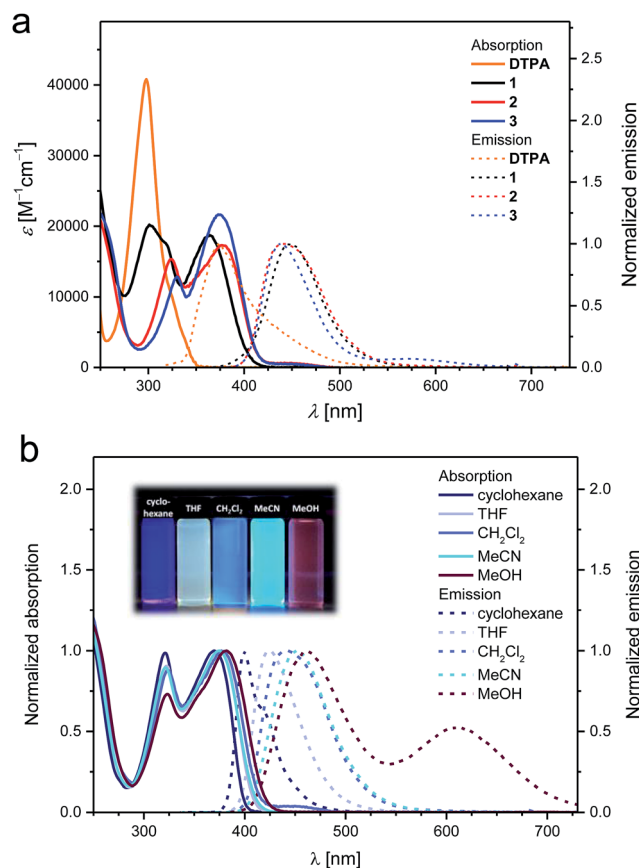 a
Absorption
DTPA
1
2
3
Emission
DTPA
1
2
3
40000
30000
20000
10000
0
ε [M⁻¹cm⁻¹]
2.5
2.0
1.5
1.0
0.5
0.0
Normalized emission
300 400 500 600 700
λ [nm]
b
cyclo-
hexane THF CH₂Cl₂ MeCN MeOH
Absorption
cyclohexane
THF
CH₂Cl₂
MeCN
MeOH
Emission
cyclohexane
THF
CH₂Cl₂
MeCN
MeOH
2.0
1.5
1.0
0.5
0.0
Normalized absorption
2.0
1.5
1.0
0.5
0.0
Normalized emission
300 400 500 600 700
λ [nm]